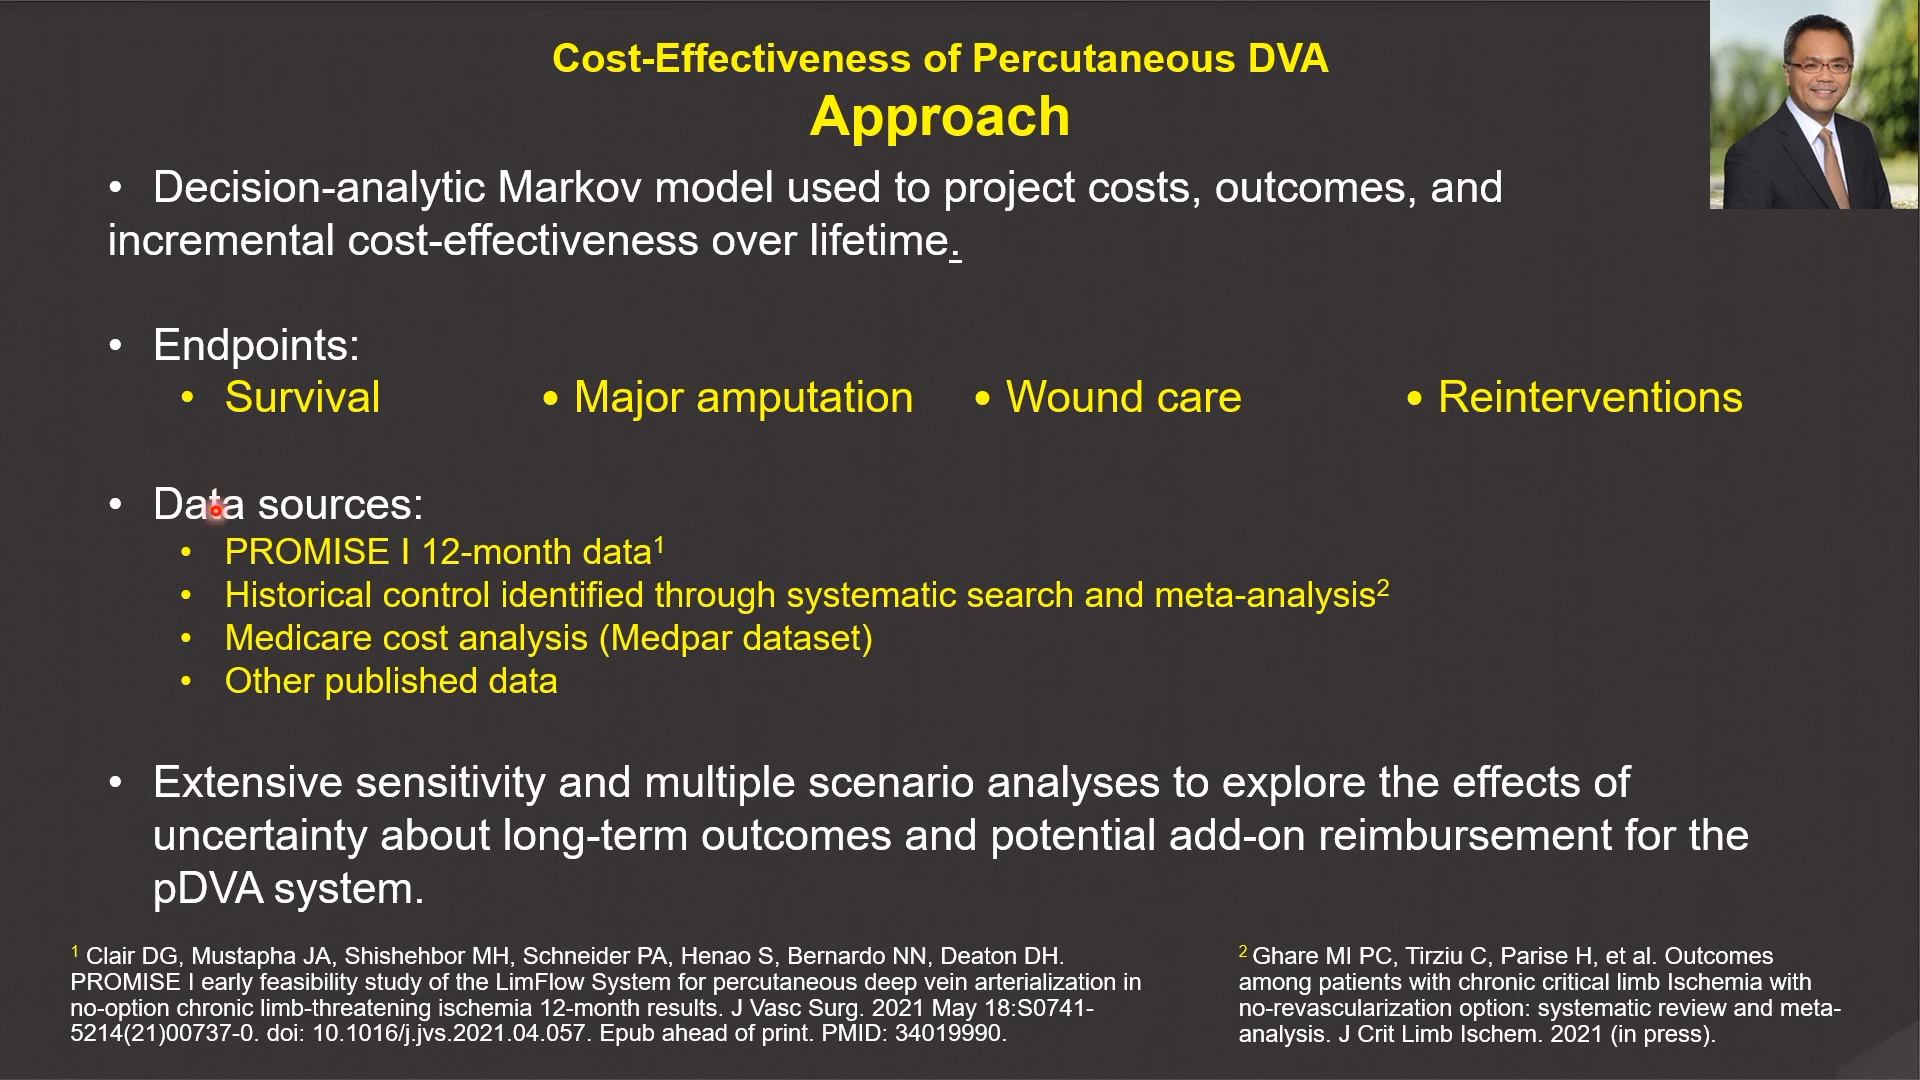 Cost-Effectiveness of Percutaneous DVA
Approach
• Decision-analytic Markov model used to project costs, outcomes, and
incremental cost-effectiveness over lifetime.
• Endpoints:
• Survival • Major amputation • Wound care • Reinterventions
• Data sources:
• PROMISE I 12-month data¹
• Historical control identified through systematic search and meta-analysis²
• Medicare cost analysis (Medpar dataset)
• Other published data
• Extensive sensitivity and multiple scenario analyses to explore the effects of
uncertainty about long-term outcomes and potential add-on reimbursement for the
pDVA system.
¹ Clair DG, Mustapha JA, Shishehbor MH, Schneider PA, Henao S, Bernardo NN, Deaton DH.
PROMISE I early feasibility study of the LimFlow System for percutaneous deep vein arterialization in
no-option chronic limb-threatening ischemia 12-month results. J Vasc Surg. 2021 May 18:S0741-
5214(21)00737-0. doi: 10.1016/j.jvs.2021.04.057. Epub ahead of print. PMID: 34019990.
² Ghare MI PC, Tirziu C, Parise H, et al. Outcomes
among patients with chronic critical limb Ischemia with
no-revascularization option: systematic review and meta-
analysis. J Crit Limb Ischem. 2021 (in press).